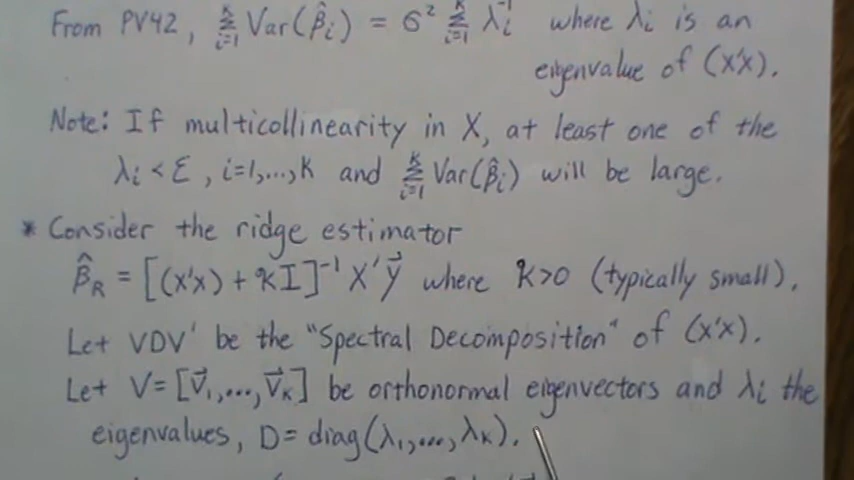 From PV42, Σ_{i=1}^{k} Var(β̂_i) = σ² Σ_{i=1}^{k} λ_i^{-1} where λ_i is an
eigenvalue of (X'X).
Note: If multicollinearity in X, at least one of the
λ_i < ε, i=1,...,k and Σ_{i=1}^{k} Var(β̂_i) will be large.
* Consider the ridge estimator
β̂_R = [(X'X) + kI]^{-1} X'y⃗ where k>0 (typically small).
Let VDV' be the "Spectral Decomposition" of (X'X).
Let V = [V⃗_1,...,V⃗_k] be orthonormal eigenvectors and λ_i the
eigenvalues, D = diag(λ_1,...,λ_k).